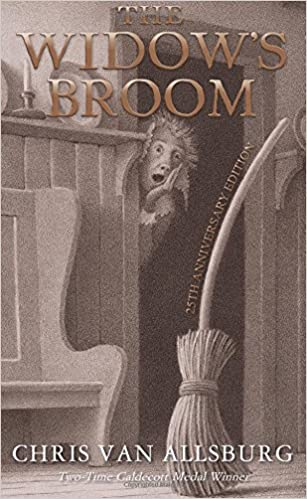 THE
WIDOW'S
BROOM
25TH ANNIVERSARY EDITION
CHRIS VAN ALLSBURG
Two-Time Caldecott Medal Winner